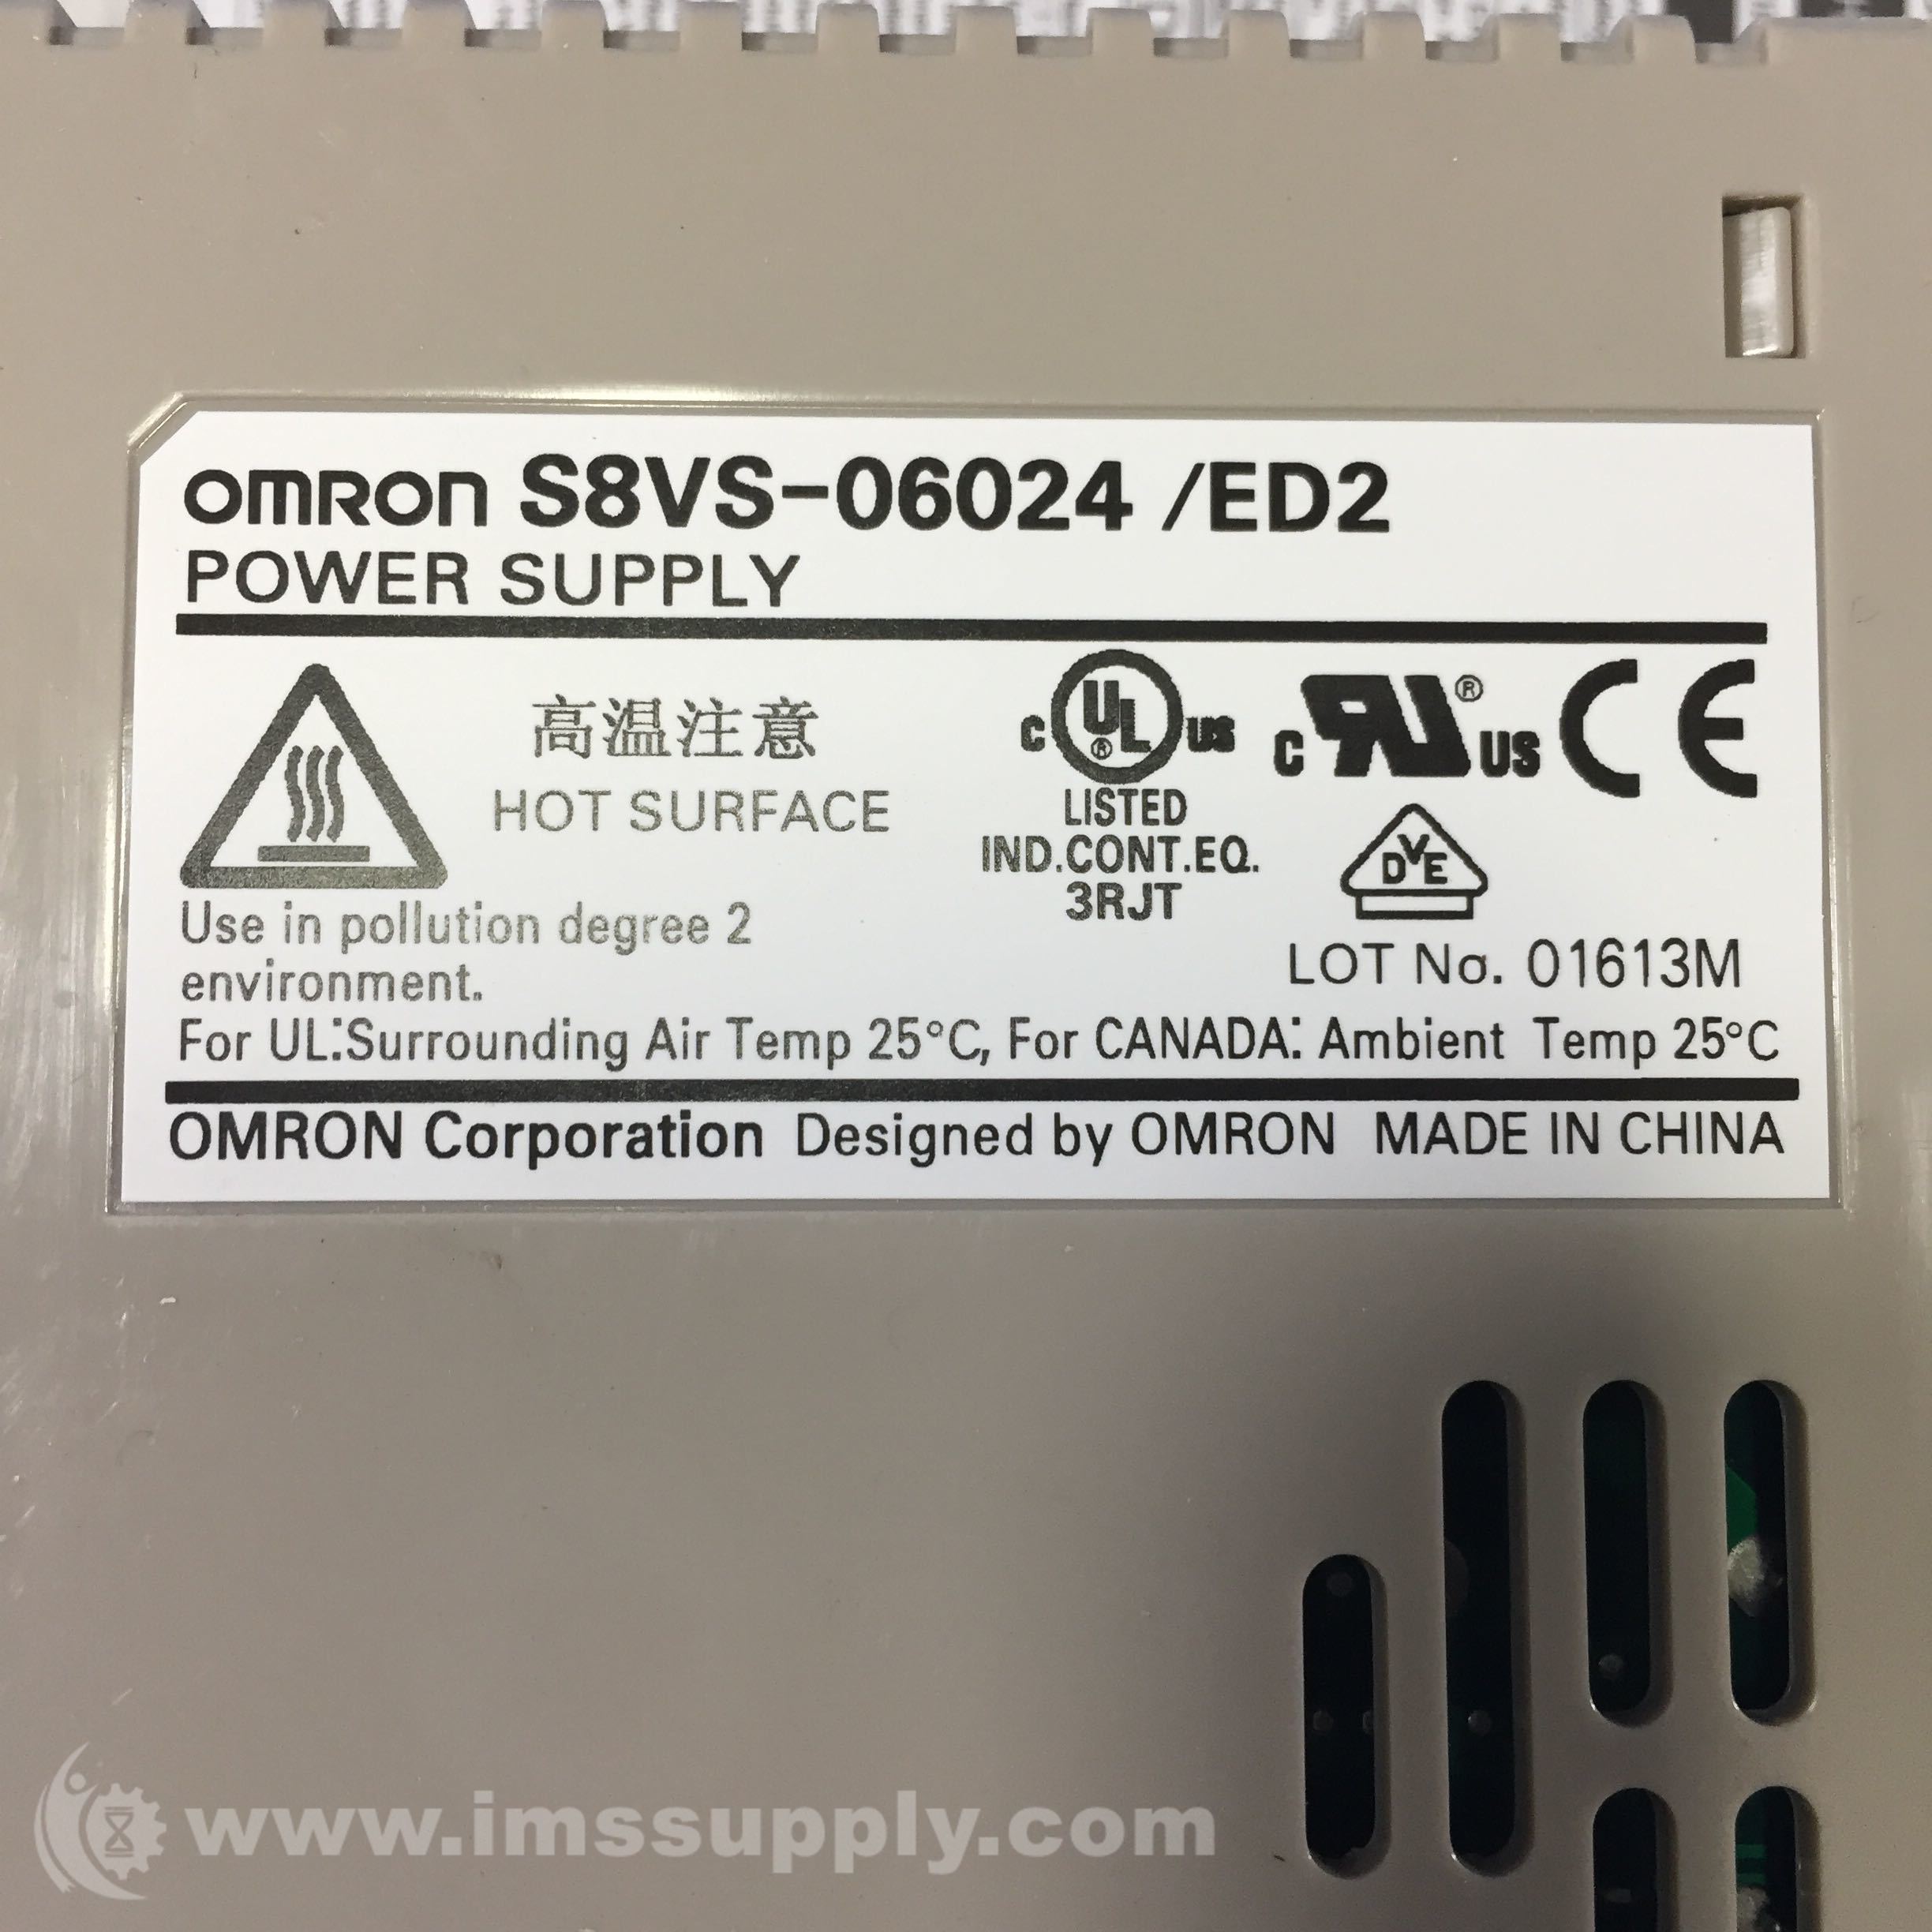 OMRON S8VS-06024 /ED2
POWER SUPPLY
高温注意
HOT SURFACE
C UL® US
LISTED
IND.CONT.EQ.
3RJT
C RU® US CE
DVE
Use in pollution degree 2
environment.
LOT No. 01613M
For UL:Surrounding Air Temp 25°C, For CANADA: Ambient Temp 25°C
OMRON Corporation Designed by OMRON MADE IN CHINA
www.imssupply.com